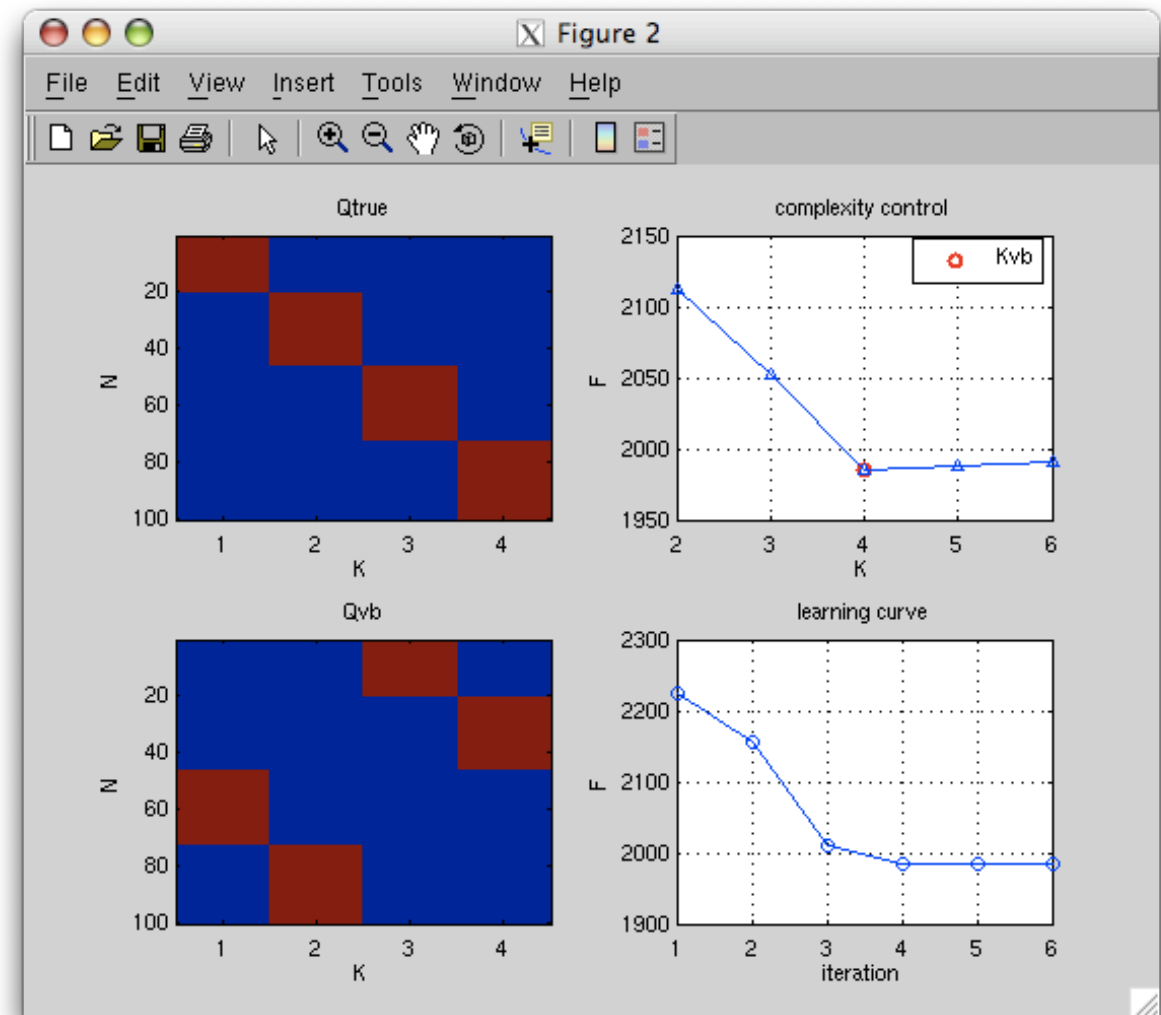 Figure 2
File Edit View Insert Tools Window Help
Qtrue
N
20
40
60
80
100
1 2 3 4
K
complexity control
Kvb
F
2150
2100
2050
2000
1950
2 3 4 5 6
K
Qvb
N
20
40
60
80
100
1 2 3 4
K
learning curve
F
2300
2200
2100
2000
1900
1 2 3 4 5 6
iteration